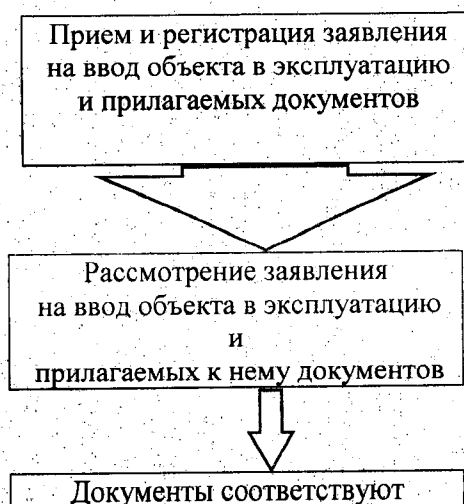 Прием и регистрация заявления
на ввод объекта в эксплуатацию
и прилагаемых документов
Рассмотрение заявления
на ввод объекта в эксплуатацию
и
прилагаемых к нему документов
Документы соответствуют